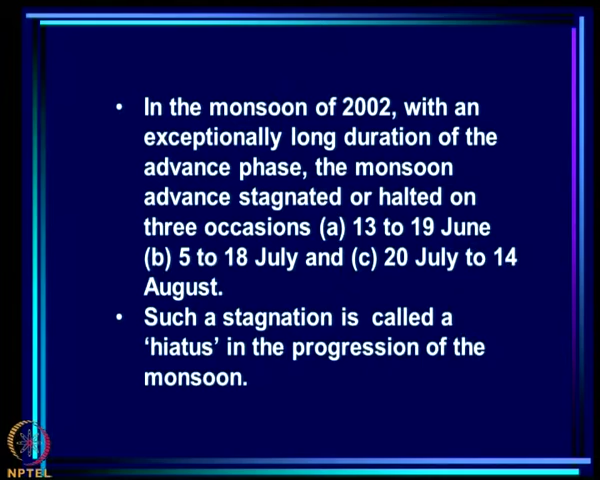 • In the monsoon of 2002, with an
exceptionally long duration of the
advance phase, the monsoon
advance stagnated or halted on
three occasions (a) 13 to 19 June
(b) 5 to 18 July and (c) 20 July to 14
August.
• Such a stagnation is called a
‘hiatus’ in the progression of the
monsoon.
NPTEL